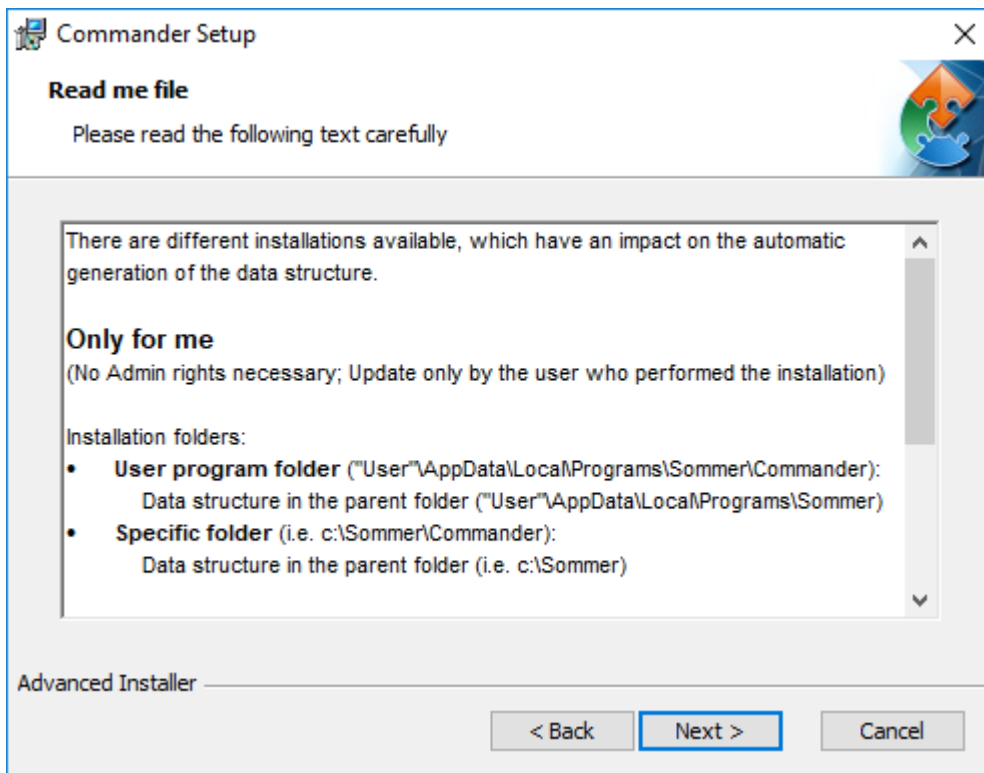 Commander Setup
Read me file
Please read the following text carefully
There are different installations available, which have an impact on the automatic
generation of the data structure.
Only for me
(No Admin rights necessary; Update only by the user who performed the installation)
Installation folders:
• User program folder ("User"\AppData\Local\Programs\Sommer\Commander):
Data structure in the parent folder ("User"\AppData\Local\Programs\Sommer)
• Specific folder (i.e. c:\Sommer\Commander):
Data structure in the parent folder (i.e. c:\Sommer)
Advanced Installer
< Back
Next >
Cancel